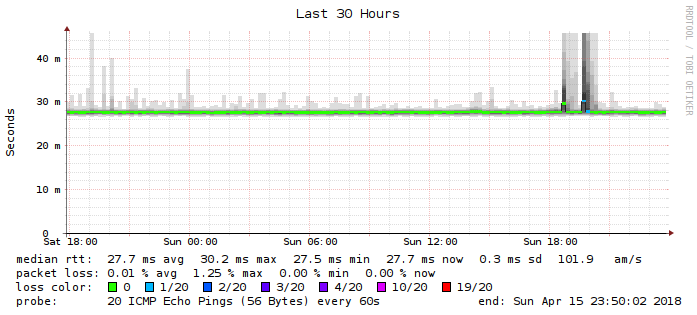 Last 30 Hours
RRDTOOL / TOBI OETIKER
Seconds
40 m
30 m
20 m
10 m
0
Sat 18:00 Sun 00:00 Sun 06:00 Sun 12:00 Sun 18:00
median rtt: 27.7 ms avg 30.2 ms max 27.5 ms min 27.7 ms now 0.3 ms sd 101.9 am/s
packet loss: 0.01 % avg 1.25 % max 0.00 % min 0.00 % now
loss color: 0 1/20 2/20 3/20 4/20 10/20 19/20
probe: 20 ICMP Echo Pings (56 Bytes) every 60s end: Sun Apr 15 23:50:02 2018